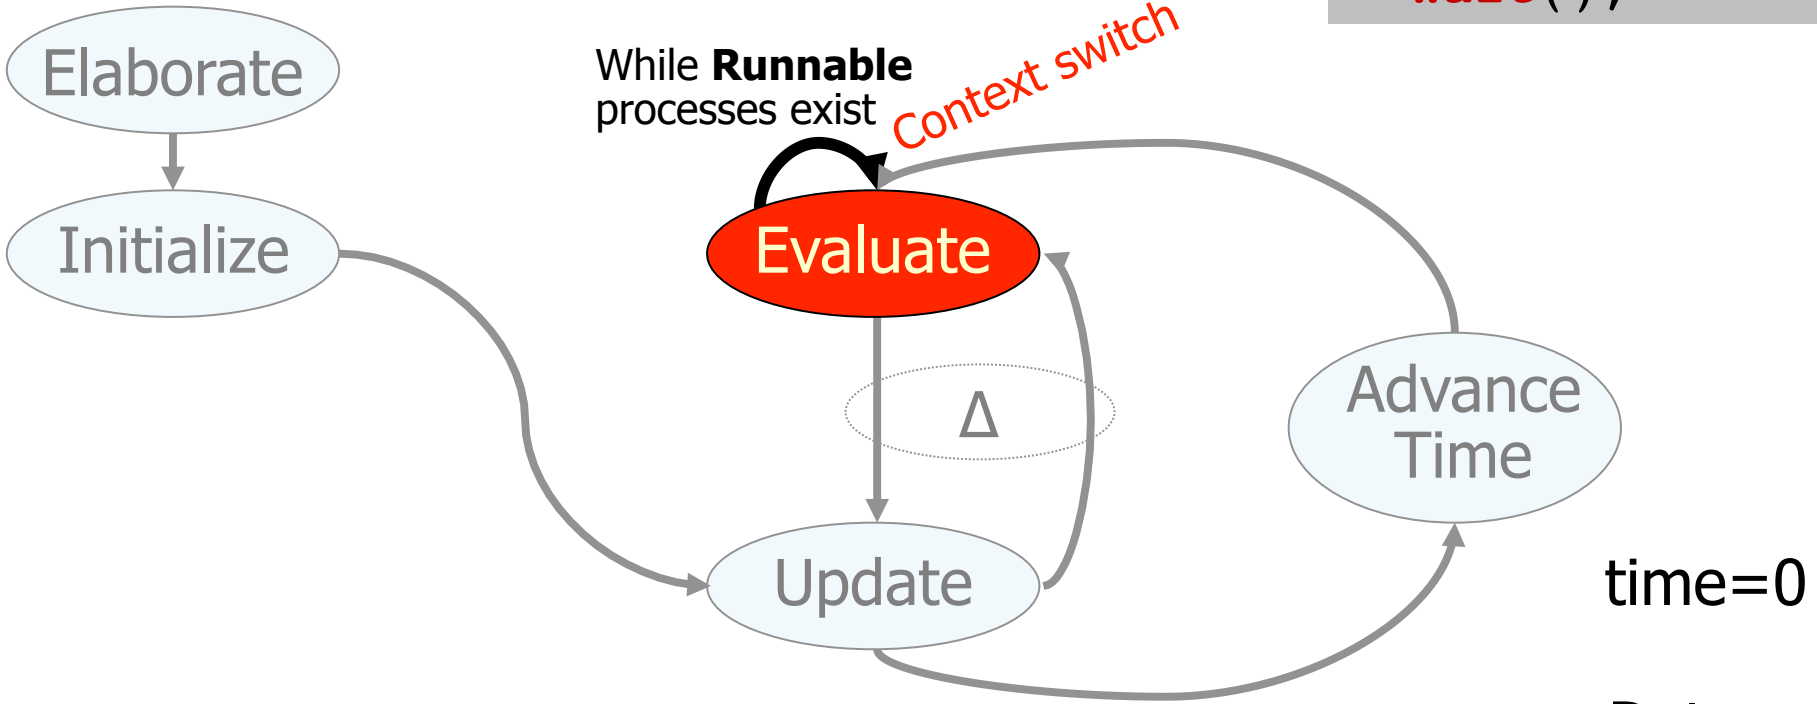 Elaborate
While Runnable
processes exist
Context switch
Initialize
Evaluate
Δ
Advance
Time
Update
time=0